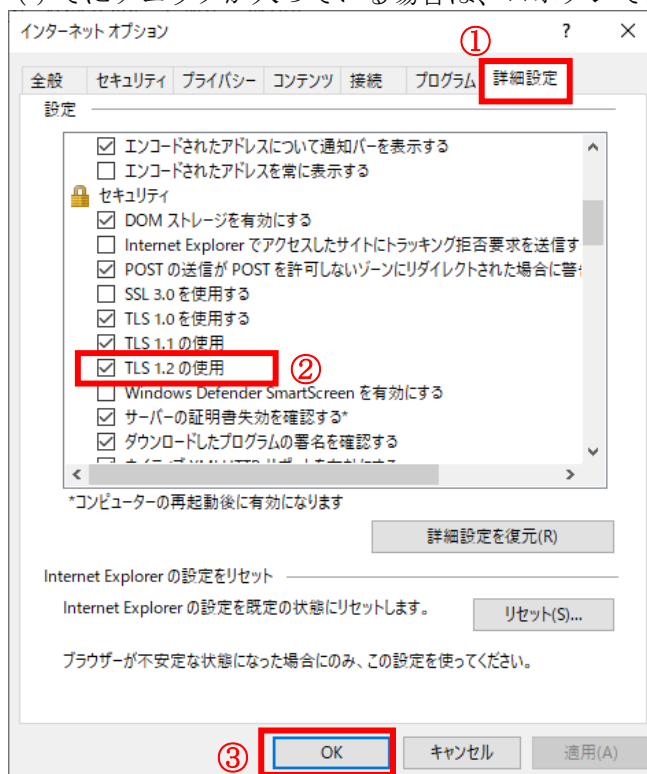 インターネット オプション
①
?
×
全般 セキュリティ プライバシー コンテンツ 接続 プログラム 詳細設定
設定
エンコードされたアドレスについて通知バーを表示する
エンコードされたアドレスを常に表示する
セキュリティ
DOM ストレージを有効にする
Internet Explorer でアクセスしたサイトにトラッキング拒否要求を送信す
POST の送信が POST を許可しないゾーンにリダイレクトされた場合に警
SSL 3.0 を使用する
TLS 1.0 を使用する
TLS 1.1 の使用
TLS 1.2 の使用 ②
Windows Defender SmartScreen を有効にする
サーバーの証明書失効を確認する*
ダウンロードしたプログラムの署名を確認する
*コンピューターの再起動後に有効になります
詳細設定を復元(R)
Internet Explorer の設定をリセット
Internet Explorer の設定を既定の状態にリセットします。
リセット(S)...
ブラウザーが不安定な状態になった場合にのみ、この設定を使ってください。
③ OK キャンセル 適用(A)